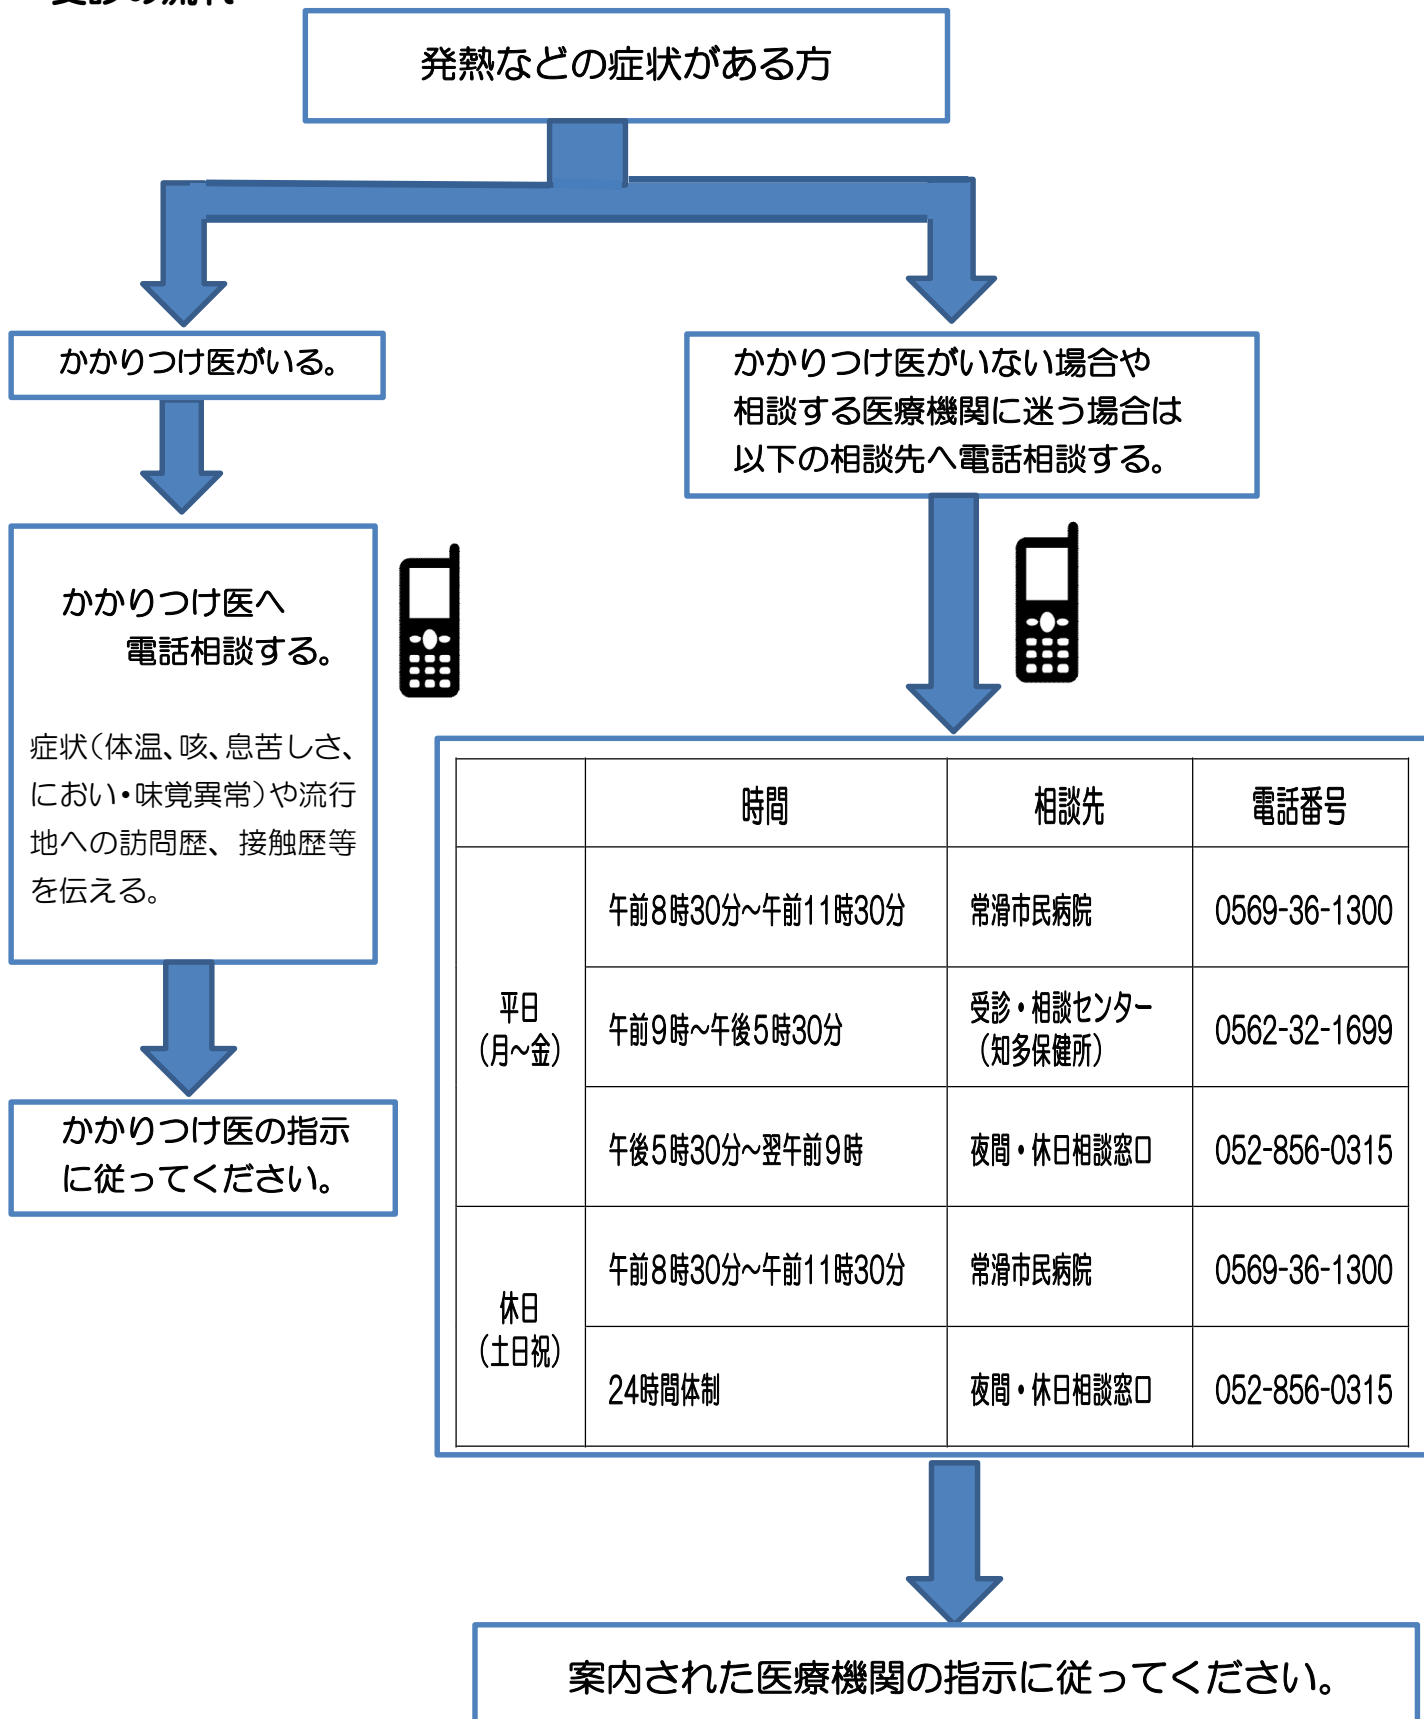 発熱などの症状がある方
かかりつけ医がいる。
かかりつけ医へ
電話相談する。
症状（体温、咳、息苦しさ、
におい・味覚異常）や流行
地への訪問歴、接触歴等
を伝える。
かかりつけ医の指示
に従ってください。
かかりつけ医がいない場合や
相談する医療機関に迷う場合は
以下の相談先へ電話相談する。
時間 相談先 電話番号
平日
（月～金）
午前8時30分～午前11時30分 常滑市民病院 0569-36-1300
午前9時～午後5時30分 受診・相談センター
（知多保健所） 0562-32-1699
午後5時30分～翌午前9時 夜間・休日相談窓口 052-856-0315
休日
（土日祝）
午前8時30分～午前11時30分 常滑市民病院 0569-36-1300
24時間体制 夜間・休日相談窓口 052-856-0315
案内された医療機関の指示に従ってください。